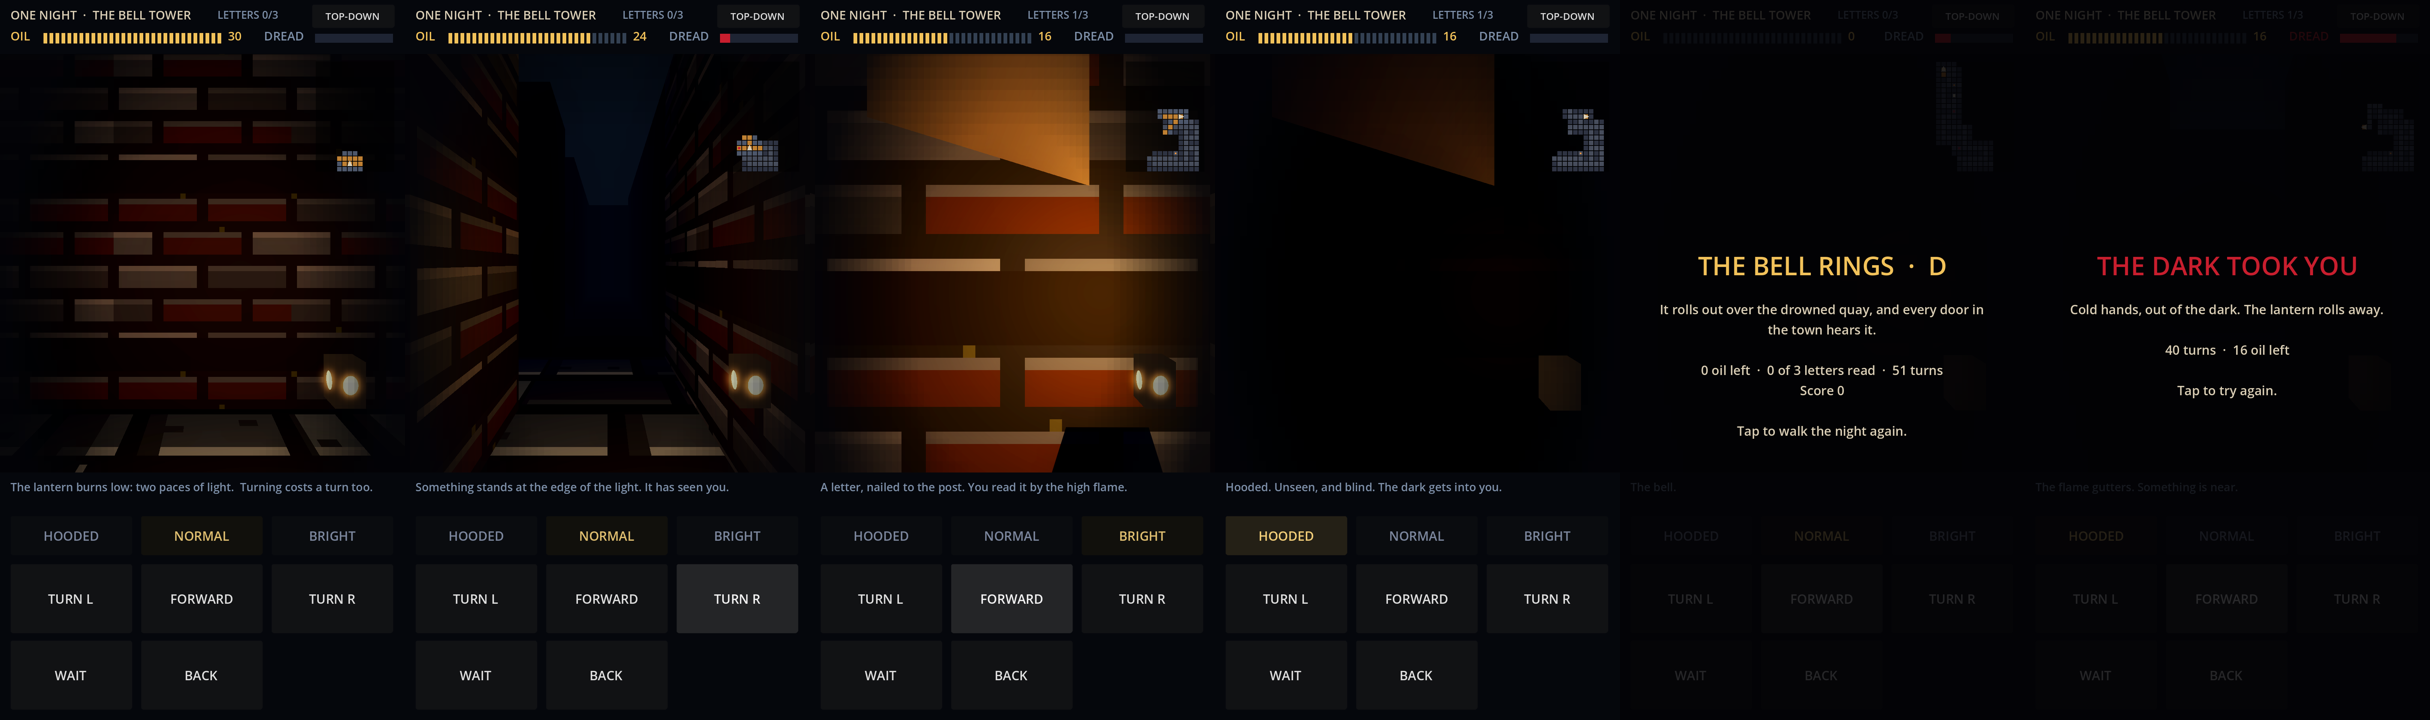 ONE NIGHT · THE BELL TOWER LETTERS 0/3 TOP-DOWN
OIL 30 DREAD
The lantern burns low: two paces of light. Turning costs a turn too.
HOODED NORMAL BRIGHT
TURN L FORWARD TURN R
WAIT BACK
ONE NIGHT · THE BELL TOWER LETTERS 0/3 TOP-DOWN
OIL 24 DREAD
Something stands at the edge of the light. It has seen you.
HOODED NORMAL BRIGHT
TURN L FORWARD TURN R
WAIT BACK
ONE NIGHT · THE BELL TOWER LETTERS 1/3 TOP-DOWN
OIL 16 DREAD
A letter, nailed to the post. You read it by the high flame.
HOODED NORMAL BRIGHT
TURN L FORWARD TURN R
WAIT BACK
ONE NIGHT · THE BELL TOWER LETTERS 1/3 TOP-DOWN
OIL 16 DREAD
Hooded. Unseen, and blind. The dark gets into you.
HOODED NORMAL BRIGHT
TURN L FORWARD TURN R
WAIT BACK
ONE NIGHT · THE BELL TOWER LETTERS 0/3 TOP-DOWN
OIL 0 DREAD
THE BELL RINGS · D
It rolls out over the drowned quay, and every door in
the town hears it.
0 oil left · 0 of 3 letters read · 51 turns
Score 0
Tap to walk the night again.
The bell.
HOODED NORMAL BRIGHT
TURN L FORWARD TURN R
WAIT BACK
ONE NIGHT · THE BELL TOWER LETTERS 1/3 TOP-DOWN
OIL 16 DREAD
THE DARK TOOK YOU
Cold hands, out of the dark. The lantern rolls away.
40 turns · 16 oil left
Tap to try again.
The flame gutters. Something is near.
HOODED NORMAL BRIGHT
TURN L FORWARD TURN R
WAIT BACK